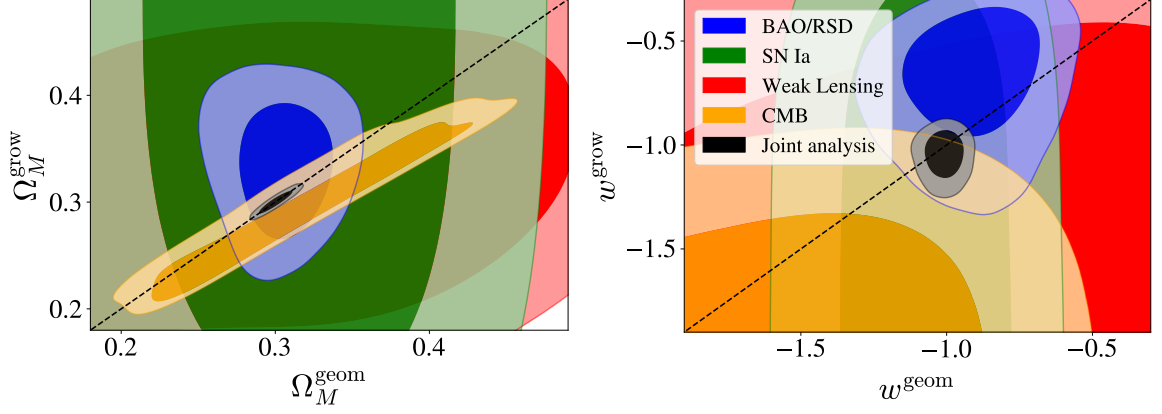 0.4
0.3
0.2
0.2 0.3 0.4
Ω_M^geom
Ω_M^grow
−0.5
−1.0
−1.5
−1.5 −1.0 −0.5
w^geom
w^grow
BAO/RSD
SN Ia
Weak Lensing
CMB
Joint analysis